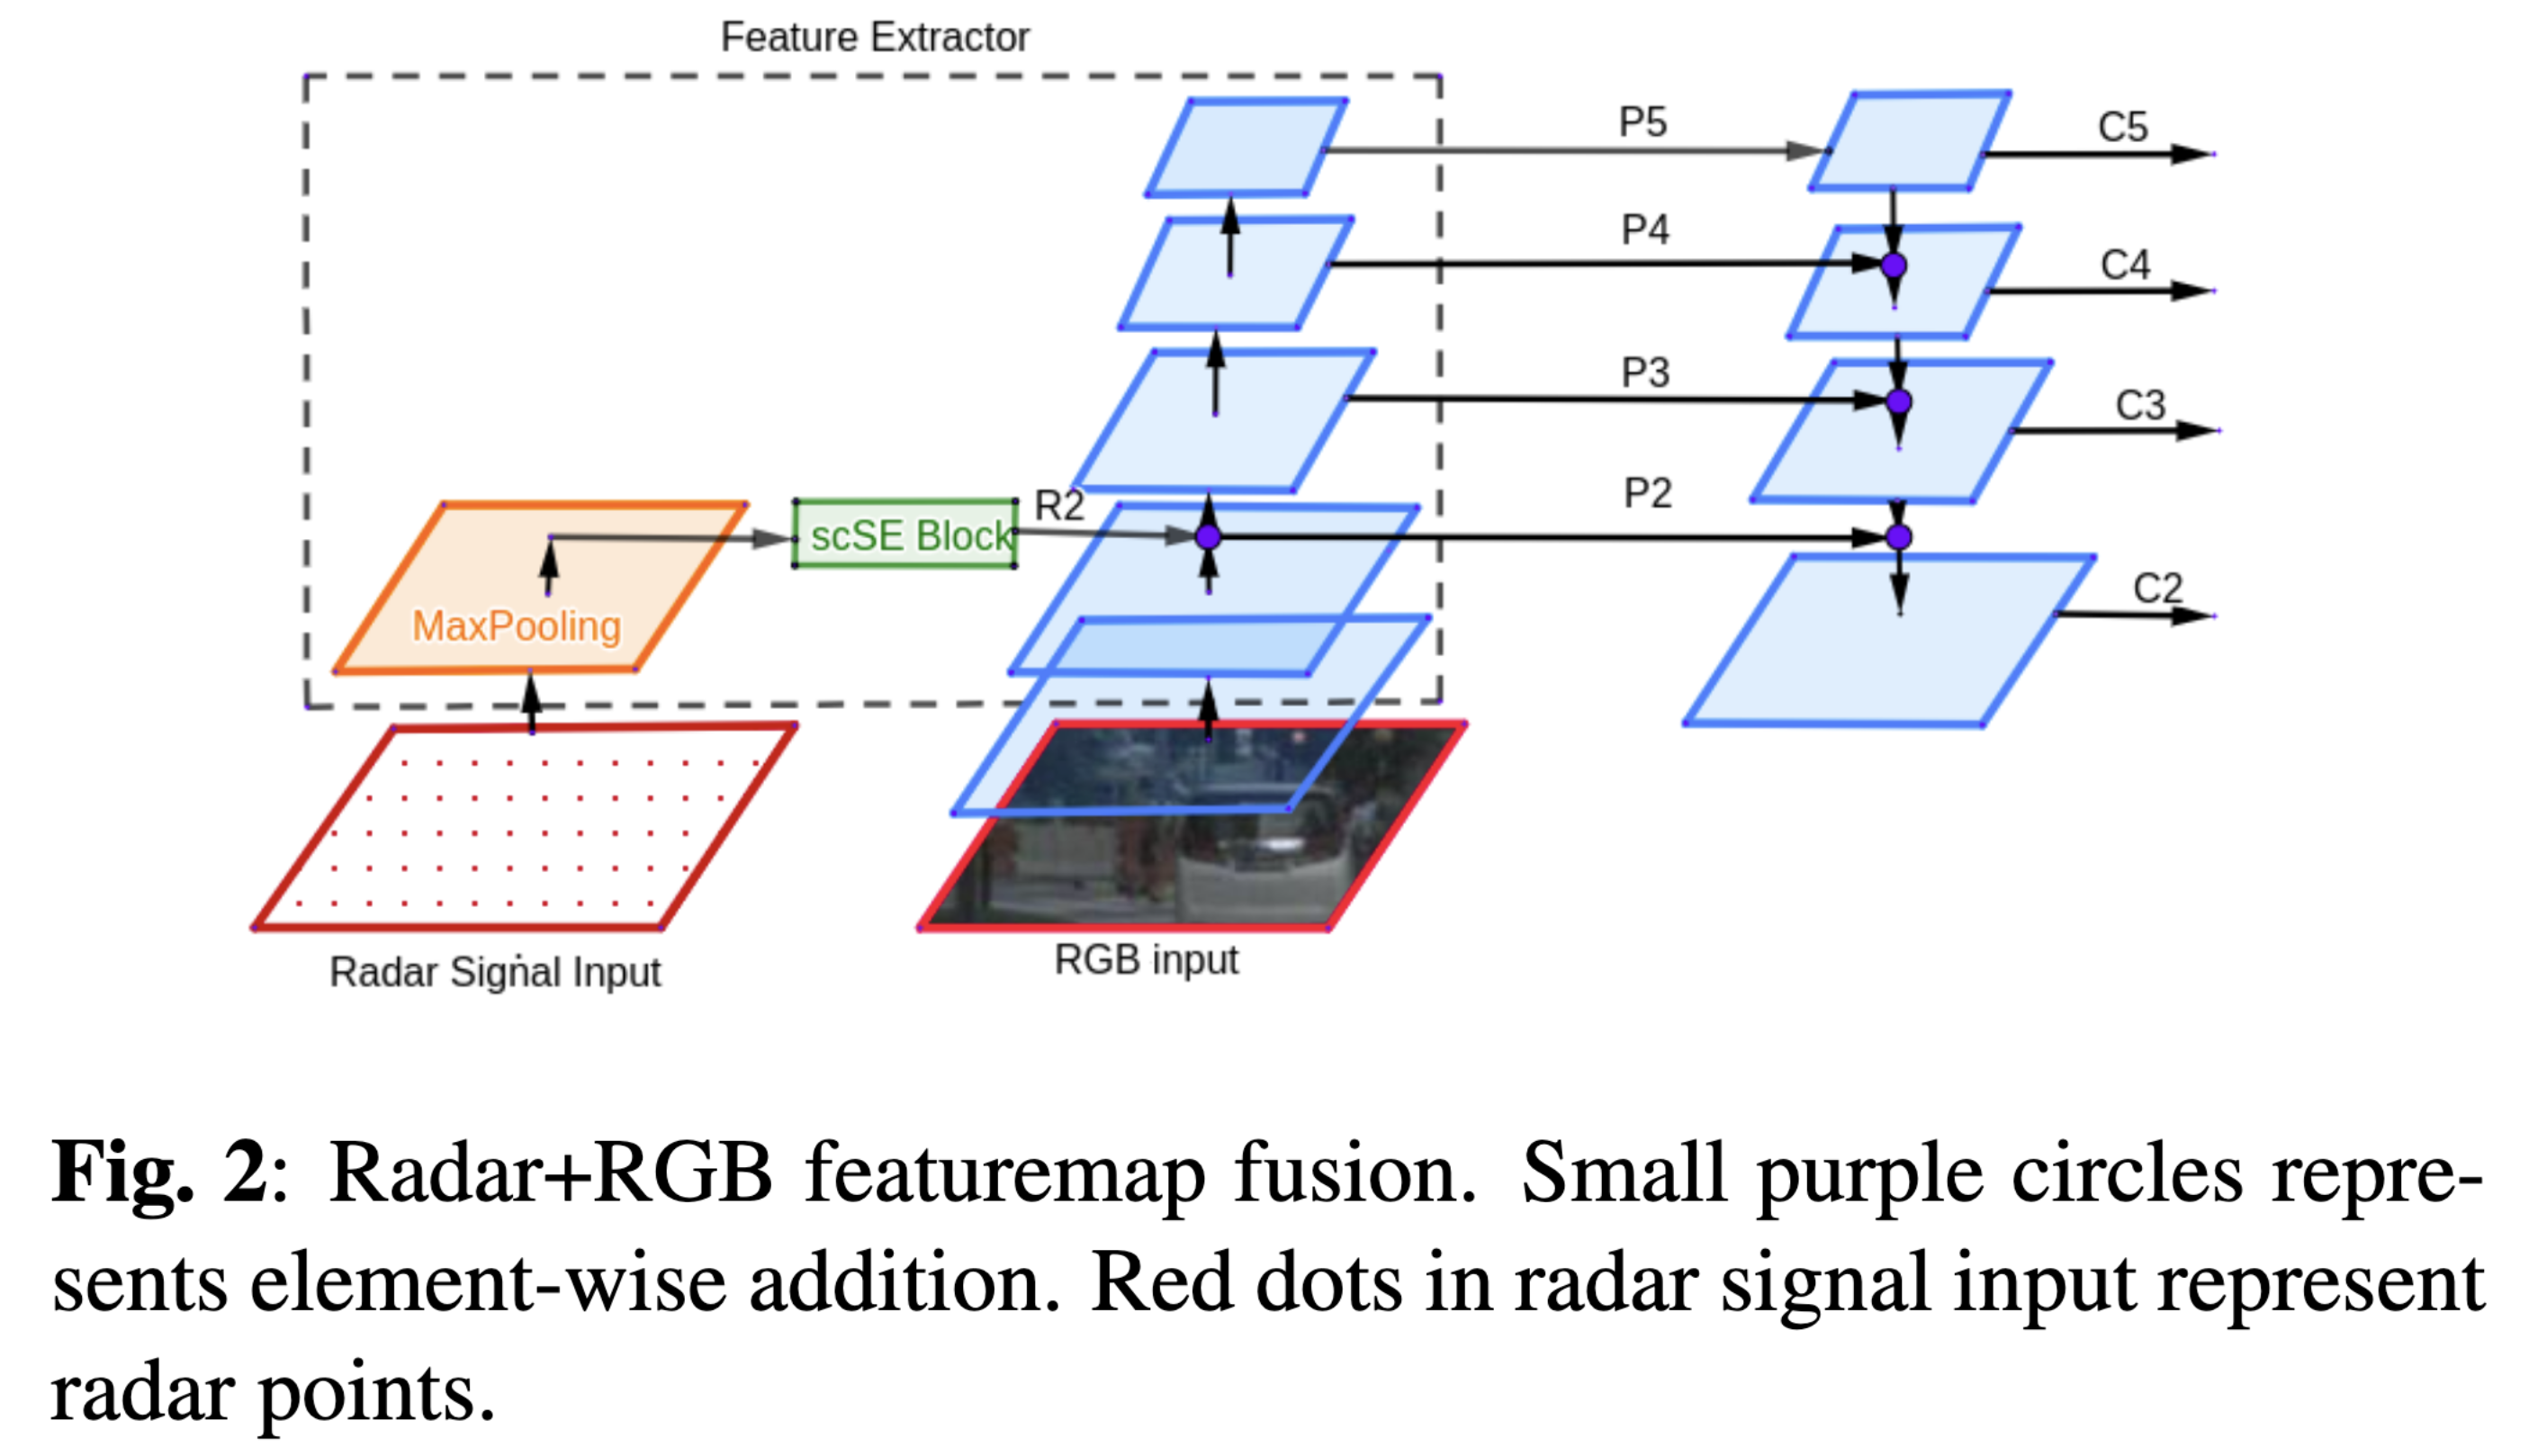 Feature Extractor
P5
C5
P4
C4
P3
C3
R2
P2
scSE Block
C2
MaxPooling
RGB input
Radar Signal Input
Fig. 2: Radar+RGB featuremap fusion. Small purple circles repre-
sents element-wise addition. Red dots in radar signal input represent
radar points.